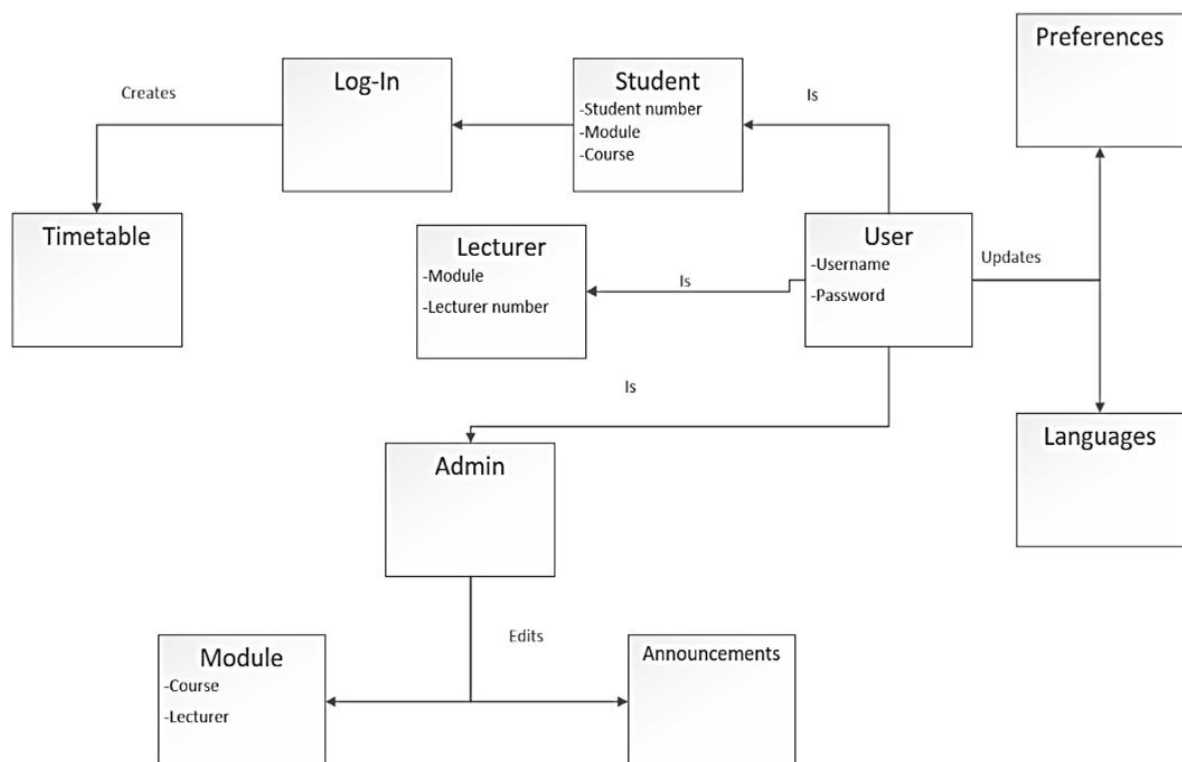 Preferences
Log-In
Student
-Student number
-Module
-Course
Creates
Is
Timetable
Lecturer
-Module
-Lecturer number
Is
User
-Username
-Password
Updates
Is
Admin
Languages
Edits
Module
-Course
-Lecturer
Announcements